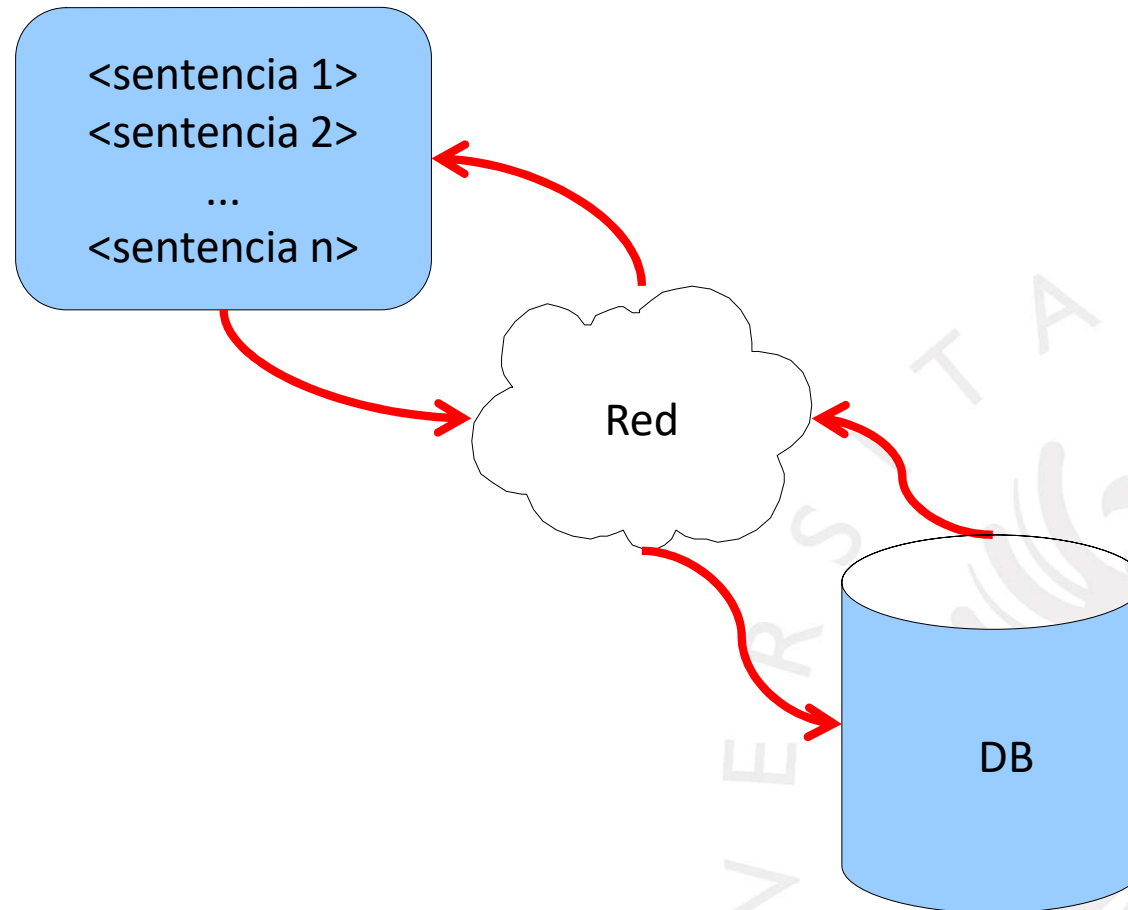 <sentencia 1>
<sentencia 2>
...
<sentencia n>
Red
DB
V E R S I T A